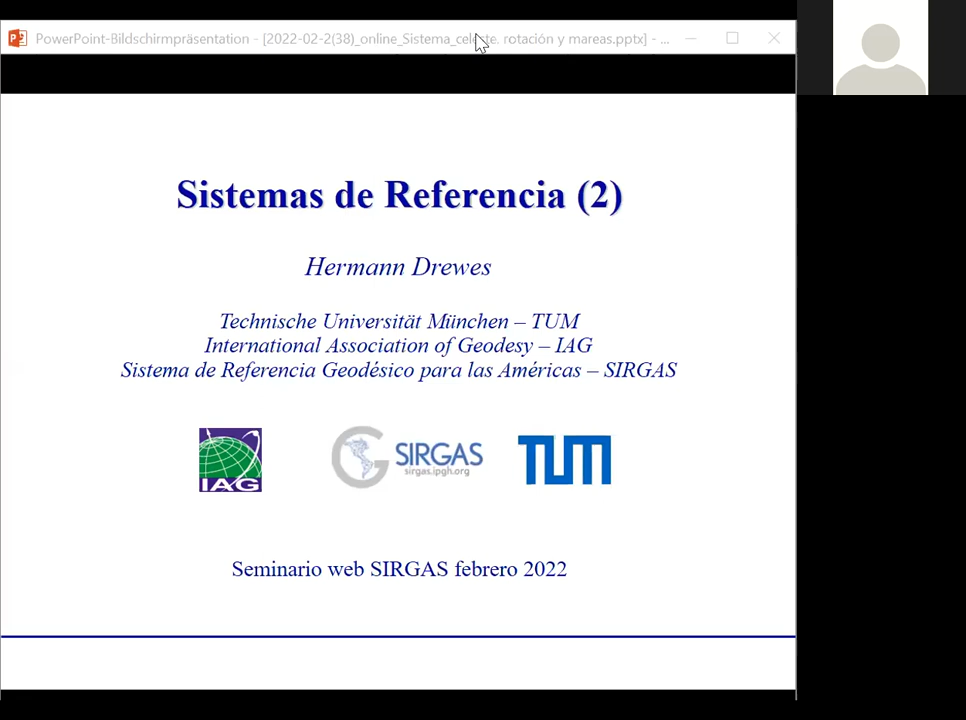 PowerPoint-Bildschirmpräsentation - [2022-02-2(38)_online_Sistema_celeste. rotación y mareas.pptx] - ...
Sistemas de Referencia (2)
Hermann Drewes
Technische Universität München – TUM
International Association of Geodesy – IAG
Sistema de Referencia Geodésico para las Américas – SIRGAS
IAG
SIRGAS
sirgas.ipgh.org
TUM
Seminario web SIRGAS febrero 2022